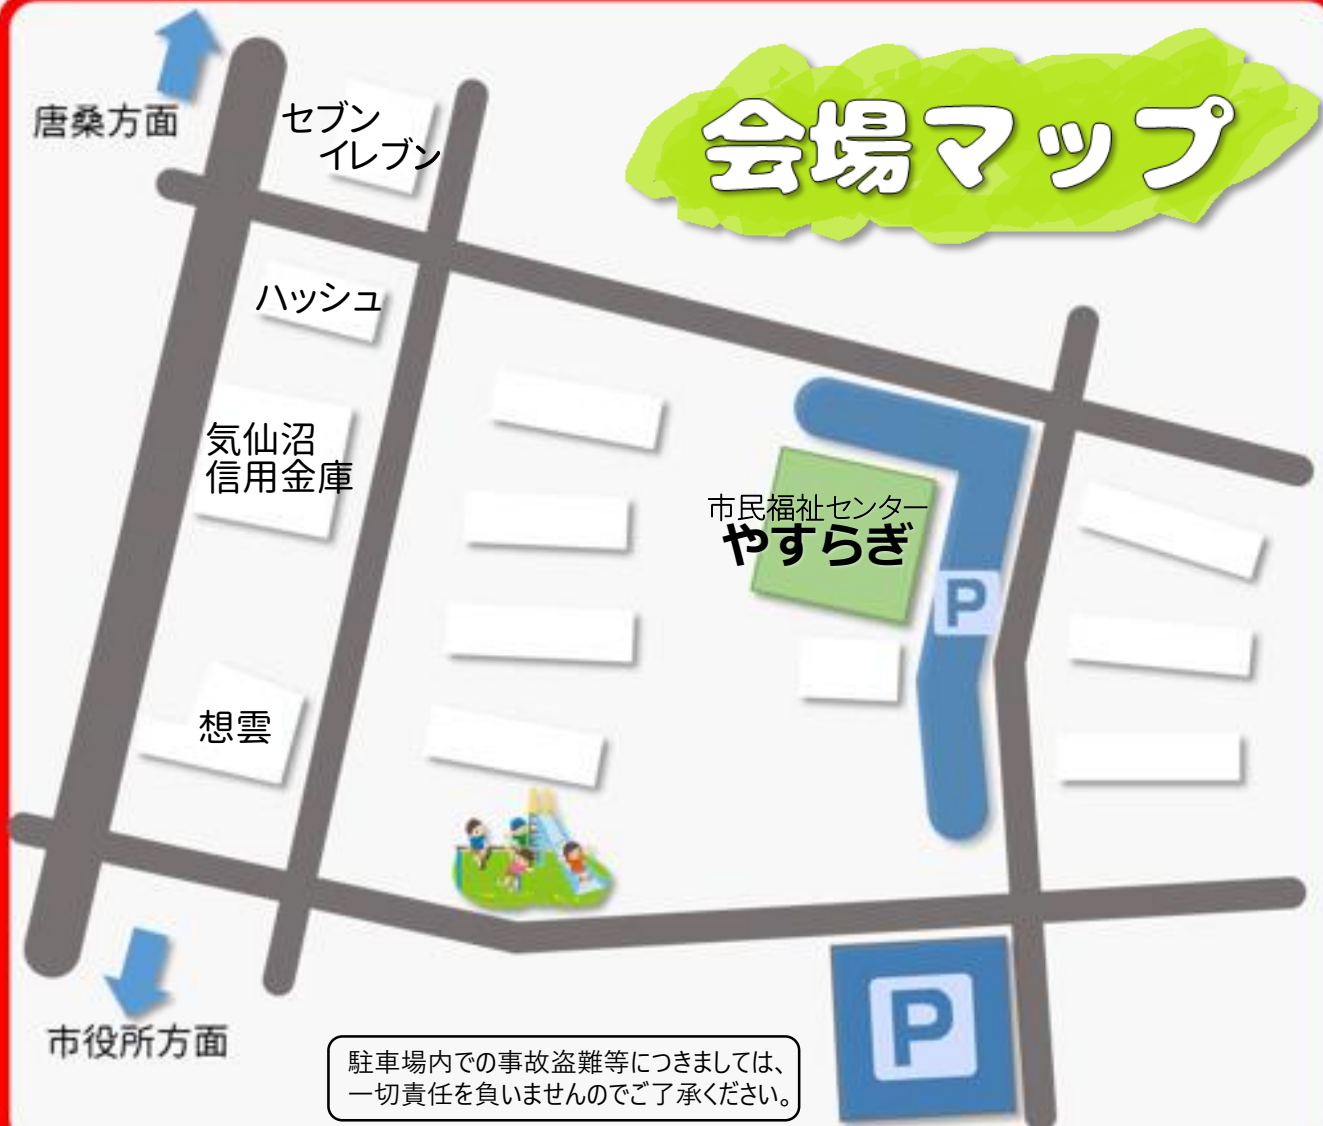 会場マップ
唐桑方面
セブン
イレブン
ハッシュ
気仙沼
信用金庫
市民福祉センター
やすらぎ
P
想雲
市役所方面
P
駐車場内での事故盗難等につきましては、
一切責任を負いませんのでご了承ください。